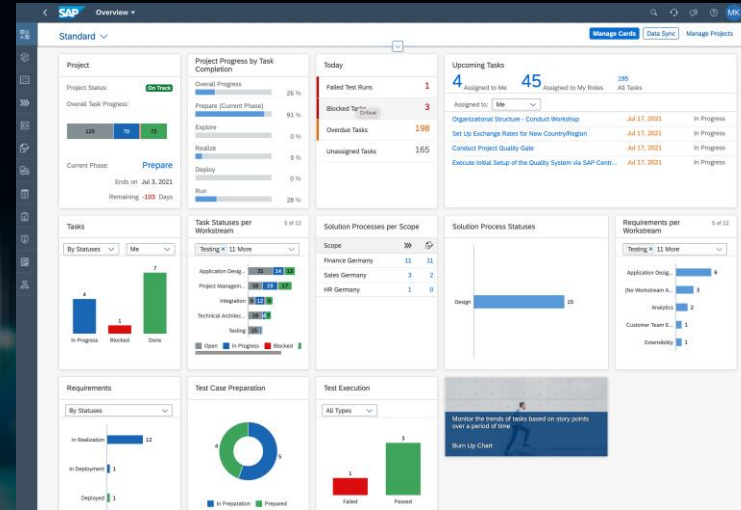 SAP Overview
MK
Standard
Manage Cards Data Sync Manage Projects
Project
Project Status: On Track
Overall Task Progress:
125 70 72
Current Phase: Prepare
Ends on Jul 3, 2021
Remaining -103 Days
Project Progress by Task Completion
Overall Progress
26 %
Prepare (Current Phase)
91 %
Explore
0 %
Realize
9 %
Deploy
0 %
Run
28 %
Today
Failed Test Runs 1
Blocked Tasks 3
Critical
Overdue Tasks 198
Unassigned Tasks 165
Upcoming Tasks
4 Assigned to Me 45 Assigned to My Roles 195 All Tasks
Assigned to: Me
Organizational Structure - Conduct Workshop Jul 17, 2021 In Progress
Set Up Exchange Rates for New Country/Region Jul 17, 2021 In Progress
Conduct Project Quality Gate Jul 17, 2021 In Progress
Execute Initial Setup of the Quality System via SAP Centr... Jul 17, 2021 In Progress
Tasks
By Statuses Me
4 1 7
In Progress Blocked Done
Task Statuses per Workstream 5 of 12
Testing × 11 More
Application Desig... 31 14 13
Project Managem... 18 19 17
Integration 9 12 9
Technical Architec...
Testing 15
Open In Progress Blocked
Solution Processes per Scope
Scope
Finance Germany 11 11
Sales Germany 3 2
HR Germany 1 0
Solution Process Statuses
Design 15
Requirements per Workstream 5 of 12
Testing × 11 More
Application Desig... 6
(No Workstream A... 3
Analytics 2
Customer Team E... 1
Extensibility 1
Requirements
By Statuses
In Realization 12
In Deployment 1
Deployed 1
Test Case Preparation
4 5
In Preparation Prepared
Test Execution
All Types
1 3
Failed Passed
Monitor the trends of tasks based on story points over a period of time
Burn Up Chart